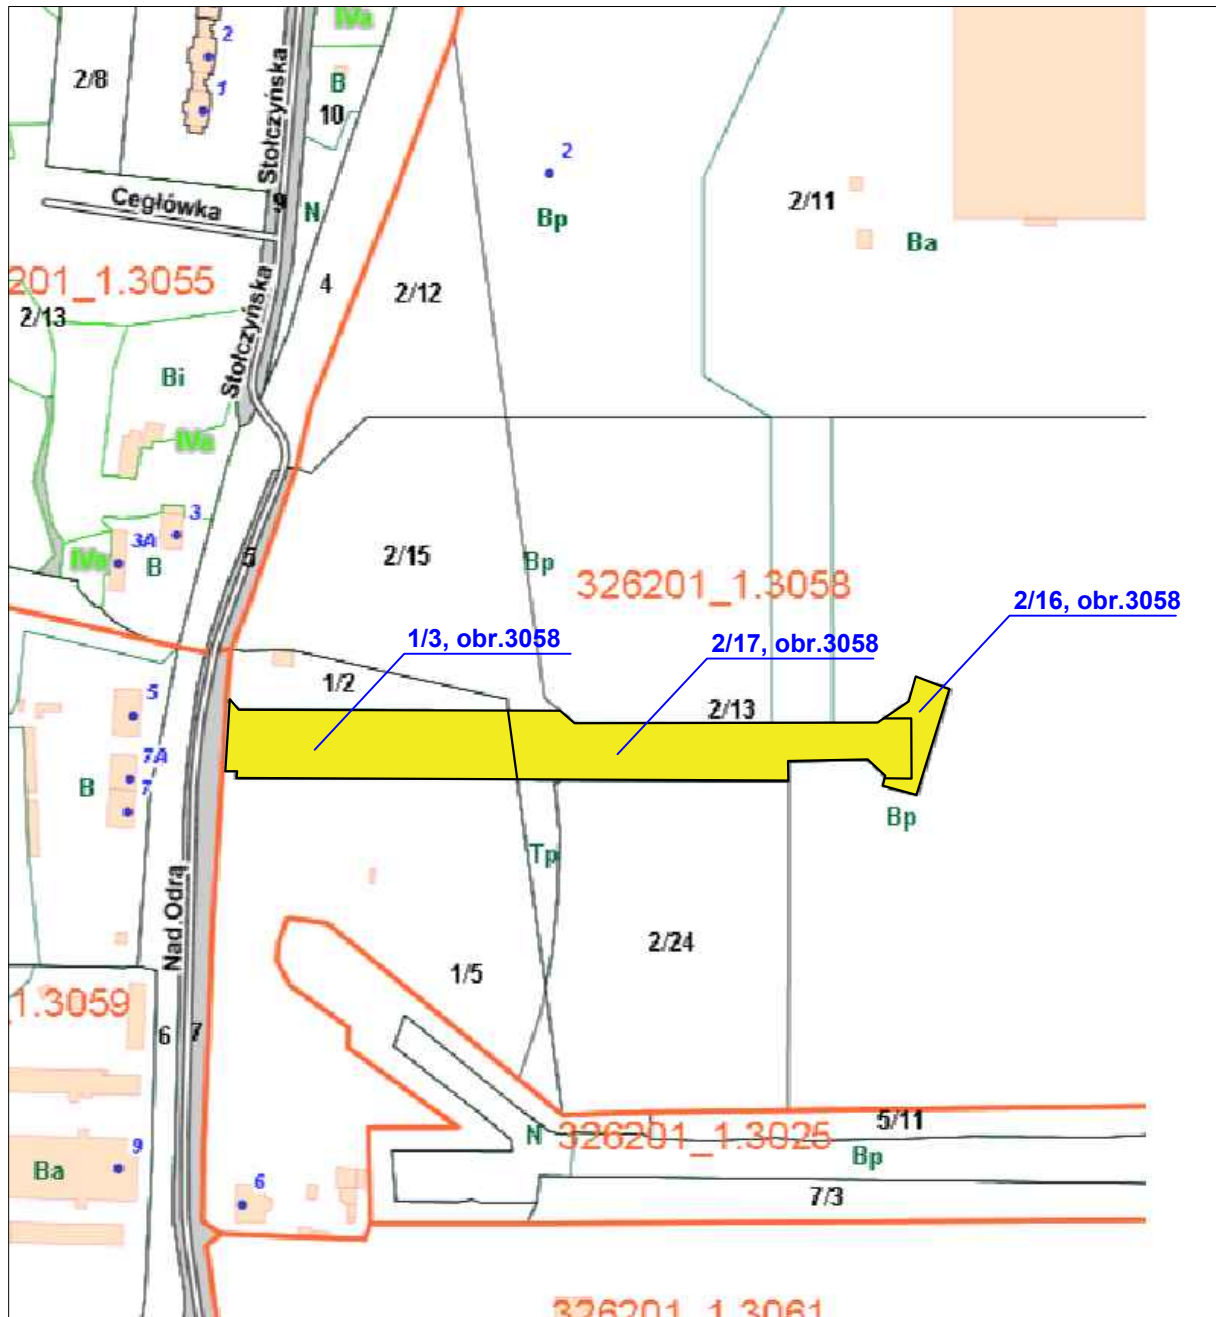 2
IVa
2/8
1
B
10
Stołczyńska
2
Cegłówka
9
N
Bp
2/11
Ba
201_1.3055
4
2/12
2/13
Stołczyńska
Bi
IVa
3
3A
IVa
B
5
2/15
Bp
326201_1.3058
2/16, obr.3058
1/3, obr.3058
2/17, obr.3058
1/2
5
2/13
7A
7
B
Bp
Tp
Nad Odrą
2/24
1/5
1.3059
6
7
5/11
N
326201_1.3025
Bp
9
Ba
6
7/3
326201_1.3061